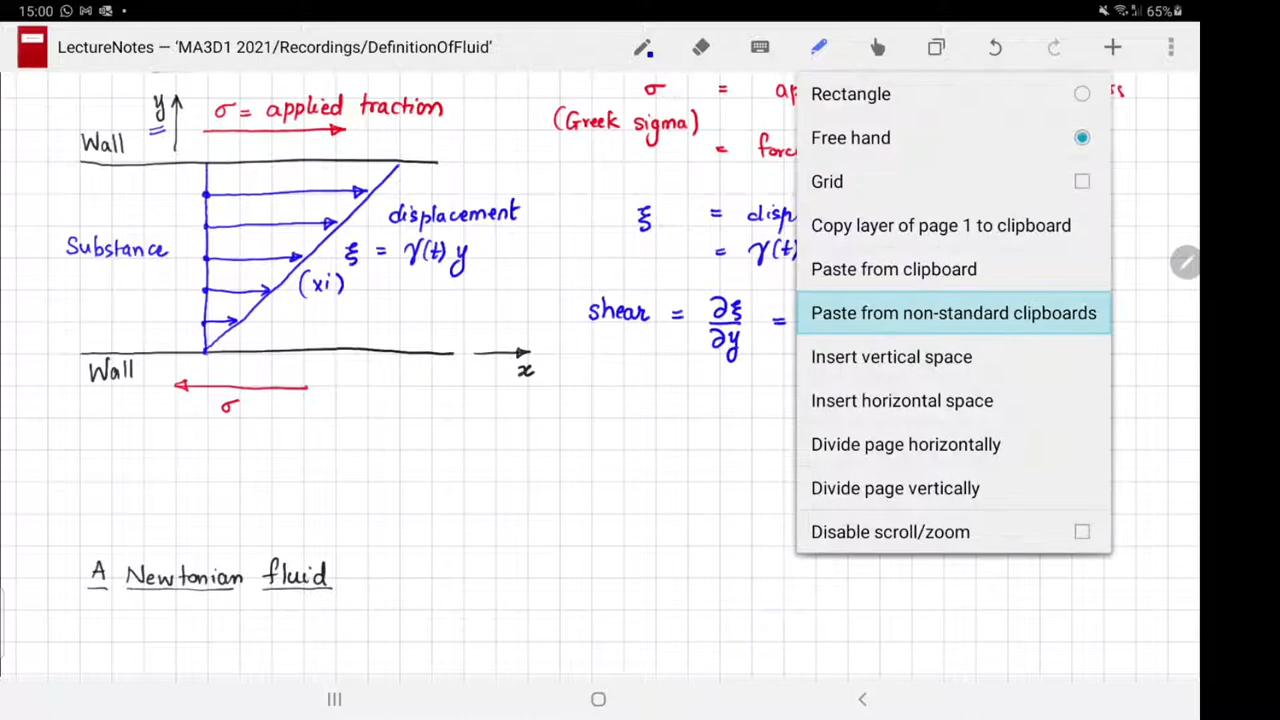 15:00
65%
LectureNotes — ‘MA3D1 2021/Recordings/DefinitionOfFluid’
y
σ = applied traction
Wall
Substance
displacement
ξ = γ(t) y
(xi)
Wall
x
σ
σ =
(Greek sigma)
= forc
ξ = disp
= γ(t)
shear = ∂ξ/∂y =
Rectangle
Free hand
Grid
Copy layer of page 1 to clipboard
Paste from clipboard
Paste from non-standard clipboards
Insert vertical space
Insert horizontal space
Divide page horizontally
Divide page vertically
Disable scroll/zoom
A Newtonian fluid